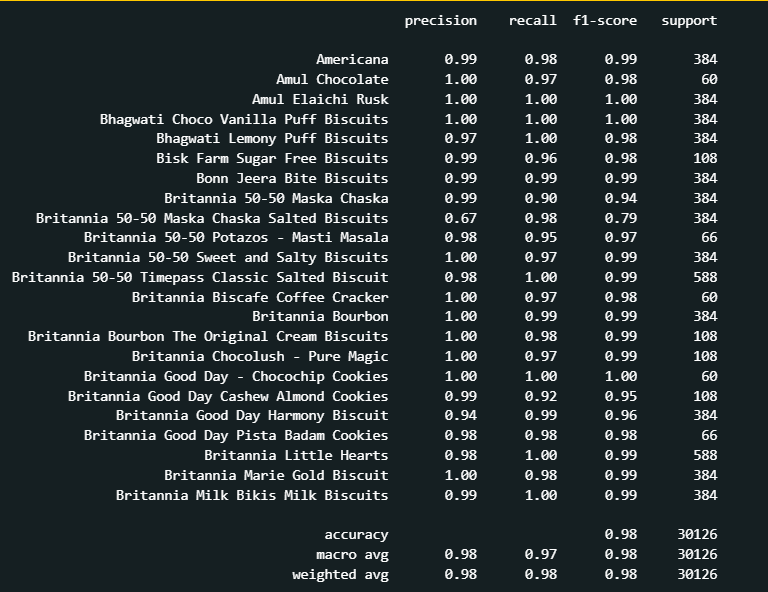 precision recall f1-score support
Americana 0.99 0.98 0.99 384
Amul Chocolate 1.00 0.97 0.98 60
Amul Elaichi Rusk 1.00 1.00 1.00 384
Bhagwati Choco Vanilla Puff Biscuits 1.00 1.00 1.00 384
Bhagwati Lemony Puff Biscuits 0.97 1.00 0.98 384
Bisk Farm Sugar Free Biscuits 0.99 0.96 0.98 108
Bonn Jeera Bite Biscuits 0.99 0.99 0.99 384
Britannia 50-50 Maska Chaska 0.99 0.90 0.94 384
Britannia 50-50 Maska Chaska Salted Biscuits 0.67 0.98 0.79 384
Britannia 50-50 Potazos - Masti Masala 0.98 0.95 0.97 66
Britannia 50-50 Sweet and Salty Biscuits 1.00 0.97 0.99 384
Britannia 50-50 Timepass Classic Salted Biscuit 0.98 1.00 0.99 588
Britannia Biscafe Coffee Cracker 1.00 0.97 0.98 60
Britannia Bourbon 1.00 0.99 0.99 384
Britannia Bourbon The Original Cream Biscuits 1.00 0.98 0.99 108
Britannia Chocolush - Pure Magic 1.00 0.97 0.99 108
Britannia Good Day - Chocochip Cookies 1.00 1.00 1.00 60
Britannia Good Day Cashew Almond Cookies 0.99 0.92 0.95 108
Britannia Good Day Harmony Biscuit 0.94 0.99 0.96 384
Britannia Good Day Pista Badam Cookies 0.98 0.98 0.98 66
Britannia Little Hearts 0.98 1.00 0.99 588
Britannia Marie Gold Biscuit 1.00 0.98 0.99 384
Britannia Milk Bikis Milk Biscuits 0.99 1.00 0.99 384
accuracy 0.98 30126
macro avg 0.98 0.97 0.98 30126
weighted avg 0.98 0.98 0.98 30126